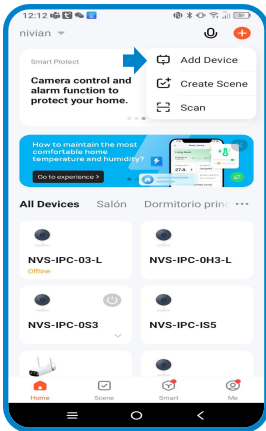 12:12
nivian
Add Device
Create Scene
Scan
Smart Protect
Camera control and
alarm function to
protect your home.
How to maintain the most
comfortable home
temperature and humidity?
Go to experience >
All Devices Salón Dormitorio princ
NVS-IPC-03-L
Offline
NVS-IPC-0H3-L
NVS-IPC-0S3
NVS-IPC-IS5
Home Scene Smart Me